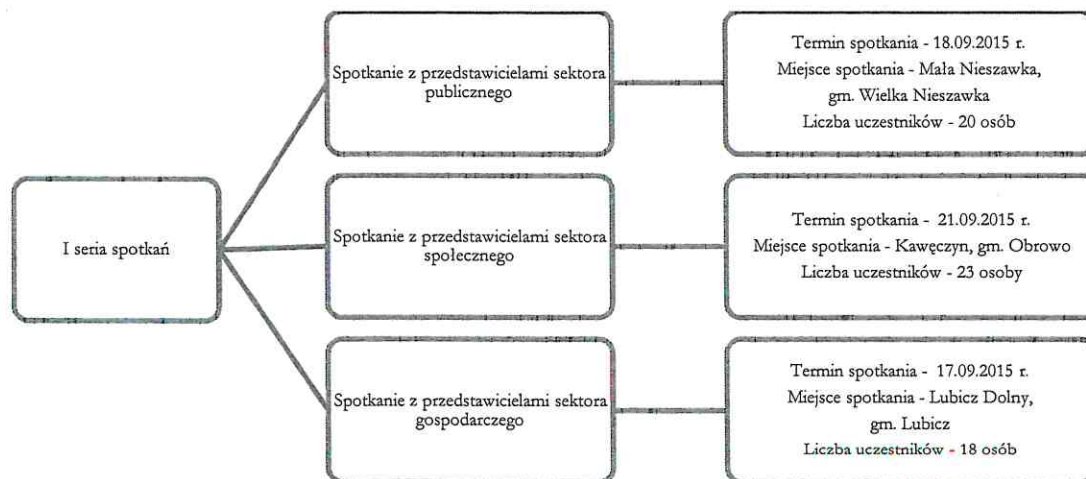 I seria spotkań
Spotkanie z przedstawicielami sektora
publicznego
Termin spotkania - 18.09.2015 r.
Miejsce spotkania - Mała Nieszawka,
gm. Wielka Nieszawka
Liczba uczestników - 20 osób
Spotkanie z przedstawicielami sektora
społecznego
Termin spotkania - 21.09.2015 r.
Miejsce spotkania - Kawęczyn, gm. Obrowo
Liczba uczestników - 23 osoby
Spotkanie z przedstawicielami sektora
gospodarczego
Termin spotkania - 17.09.2015 r.
Miejsce spotkania - Lubicz Dolny,
gm. Lubicz
Liczba uczestników - 18 osób